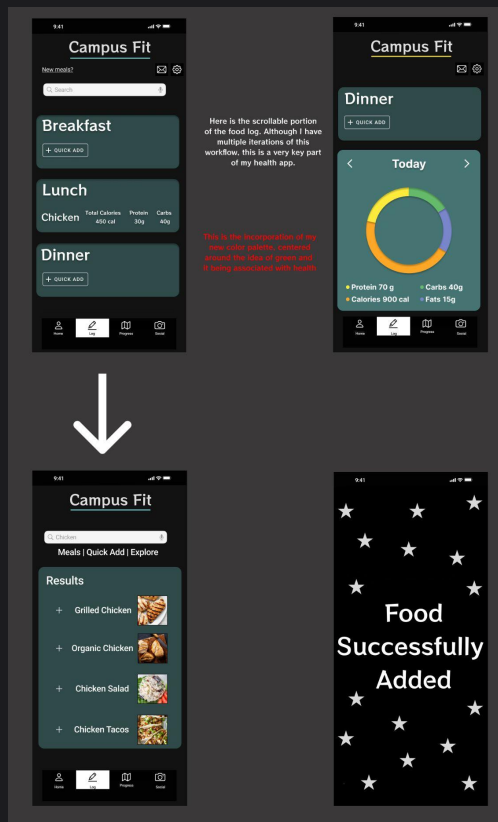 9:41
Campus Fit
New meals?
Search
Breakfast
+ QUICK ADD
Lunch
Chicken Total Calories Protein Carbs
450 cal 30g 40g
Dinner
+ QUICK ADD
Home Log Progress Social
Here is the scrollable portion
of the food log. Although I have
multiple iterations of this
workflow, this is a very key part
of my health app.
This is the incorporation of my
new color palette, centered
around the idea of green and
it being associated with health
9:41
Campus Fit
Dinner
+ QUICK ADD
< Today >
Protein 70 g Carbs 40g
Calories 900 cal Fats 15g
Home Log Progress Social
9:41
Campus Fit
Chicken
Meals | Quick Add | Explore
Results
+ Grilled Chicken
+ Organic Chicken
+ Chicken Salad
+ Chicken Tacos
Home Log Progress Social
9:41
Food
Successfully
Added